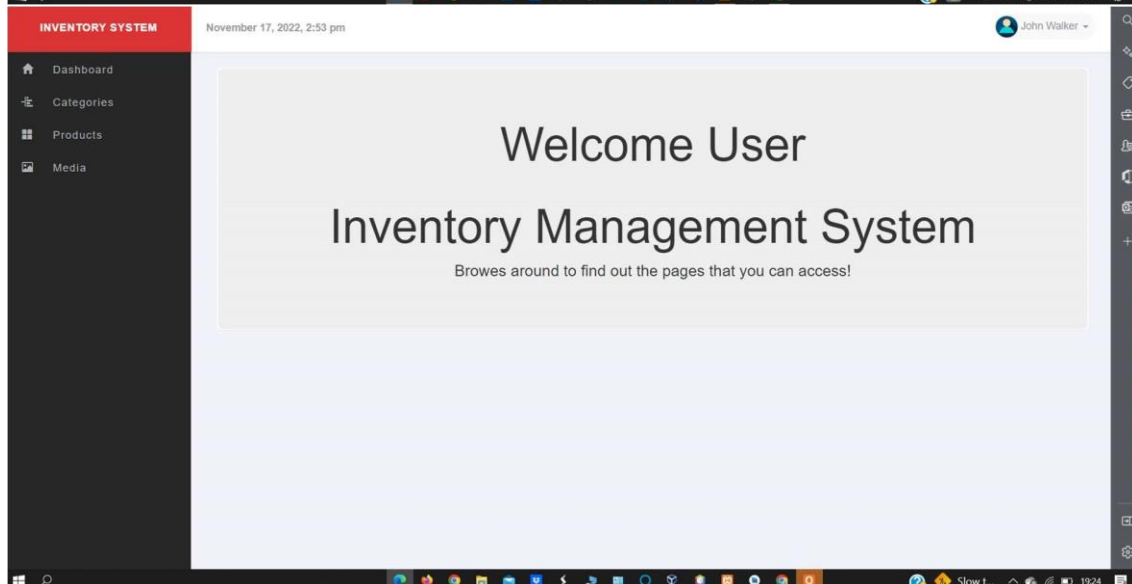 INVENTORY SYSTEM
November 17, 2022, 2:53 pm
John Walker
Dashboard
Categories
Products
Media
Welcome User
Inventory Management System
Browes around to find out the pages that you can access!
Slow t...
1924